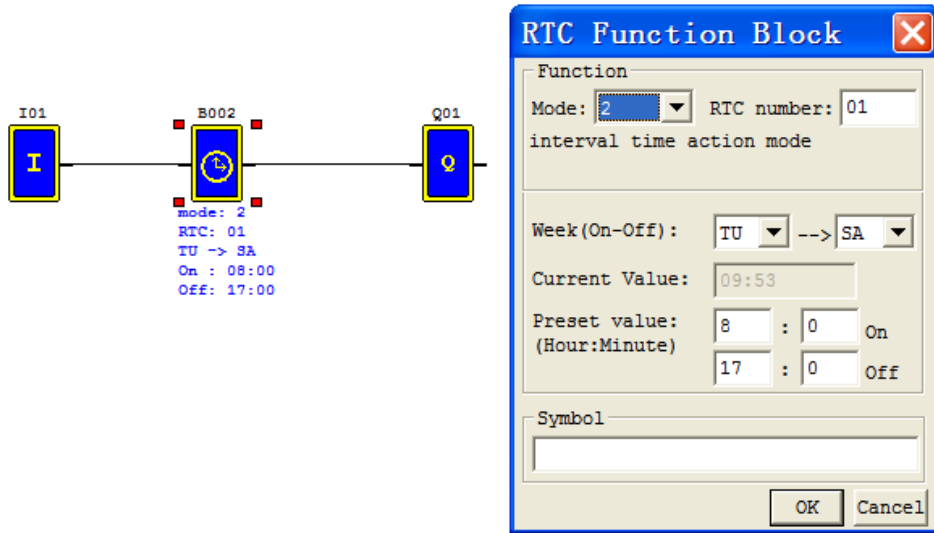 I01
B002
Q01
I
Q
mode: 2
RTC: 01
TU -> SA
On : 08:00
Off: 17:00
RTC Function Block
Function
Mode: 2 RTC number: 01
interval time action mode
Week(On-Off): TU --> SA
Current Value: 09:53
Preset value: 8 : 0 On
(Hour:Minute)
17 : 0 Off
Symbol
OK Cancel